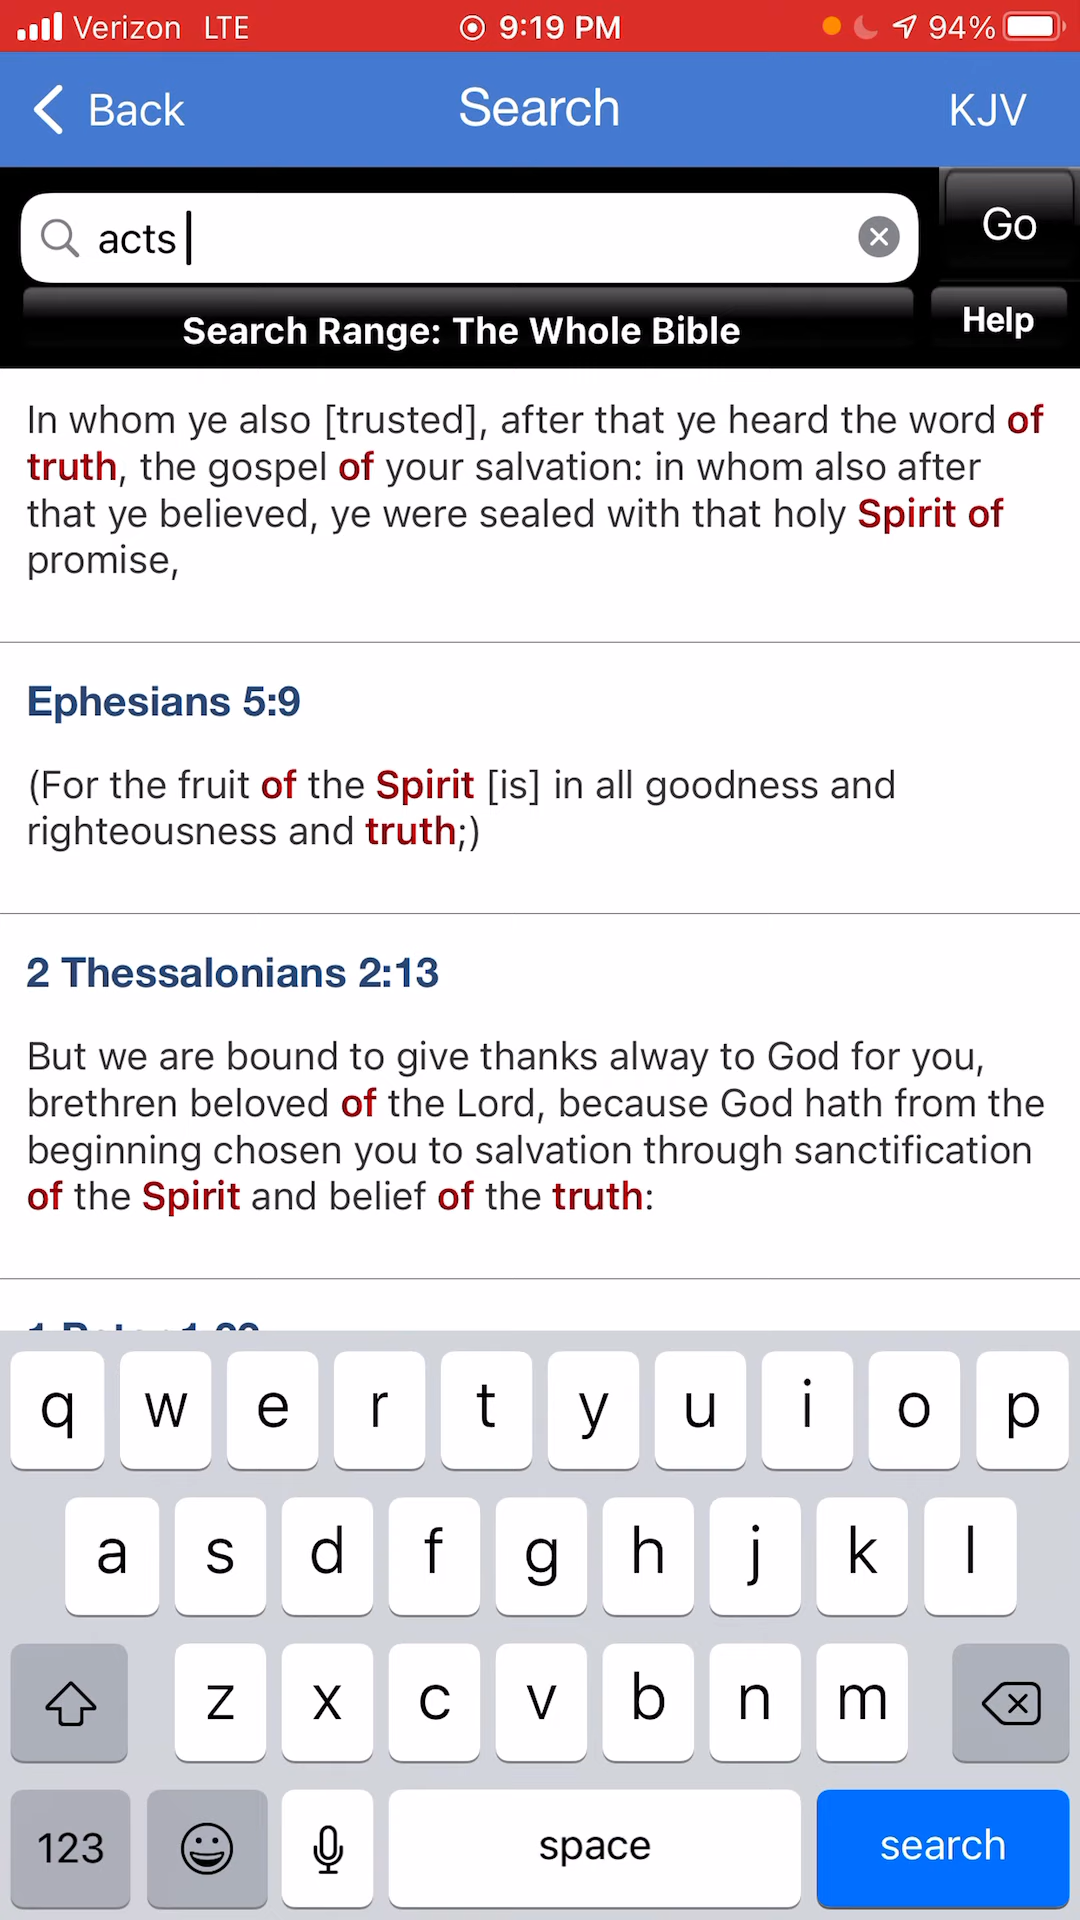 Verizon LTE 9:19 PM 94%
Back Search KJV
acts
Go
Search Range: The Whole Bible
Help
In whom ye also [trusted], after that ye heard the word of
truth, the gospel of your salvation: in whom also after
that ye believed, ye were sealed with that holy Spirit of
promise,
Ephesians 5:9
(For the fruit of the Spirit [is] in all goodness and
righteousness and truth;)
2 Thessalonians 2:13
But we are bound to give thanks alway to God for you,
brethren beloved of the Lord, because God hath from the
beginning chosen you to salvation through sanctification
of the Spirit and belief of the truth:
q w e r t y u i o p
a s d f g h j k l
z x c v b n m
123 space search